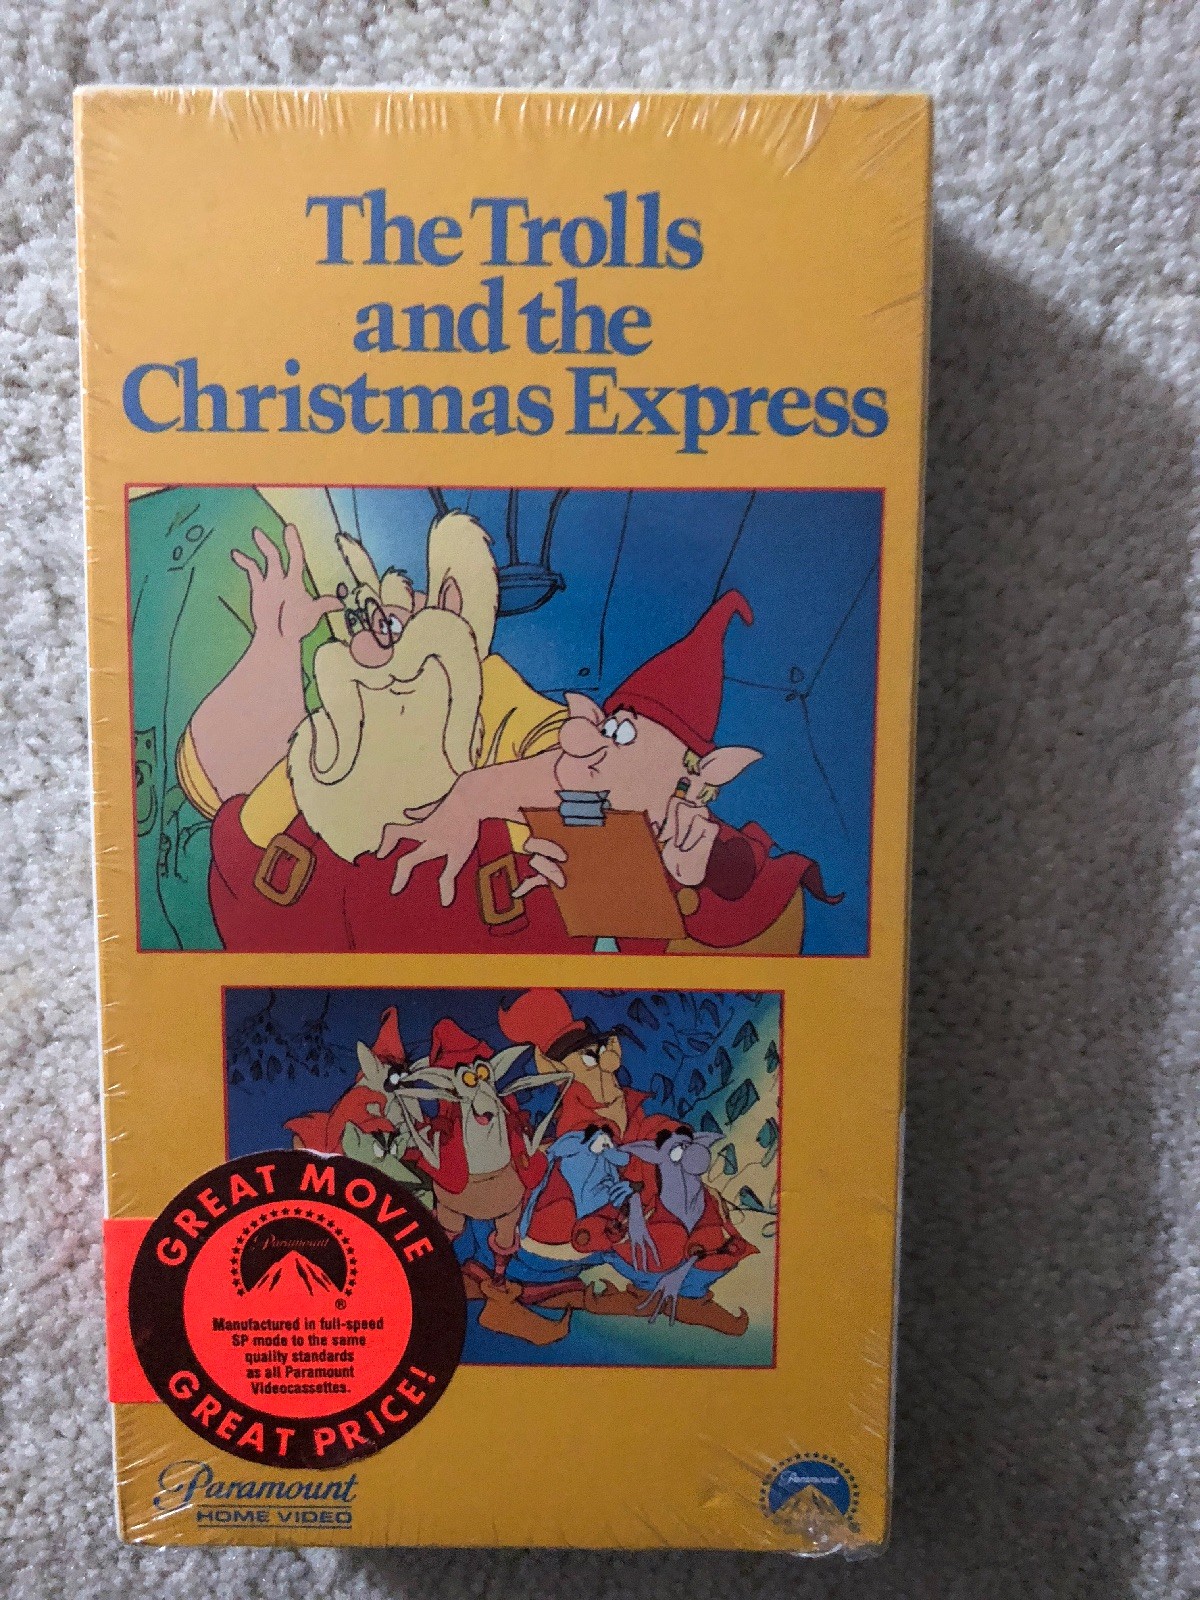 The Trolls
and the
Christmas Express
GREAT MOVIE
Paramount
®
Manufactured in full-speed
SP mode to the same
quality standards
as all Paramount
Videocassettes.
GREAT PRICE!
Paramount
HOME VIDEO
Paramount